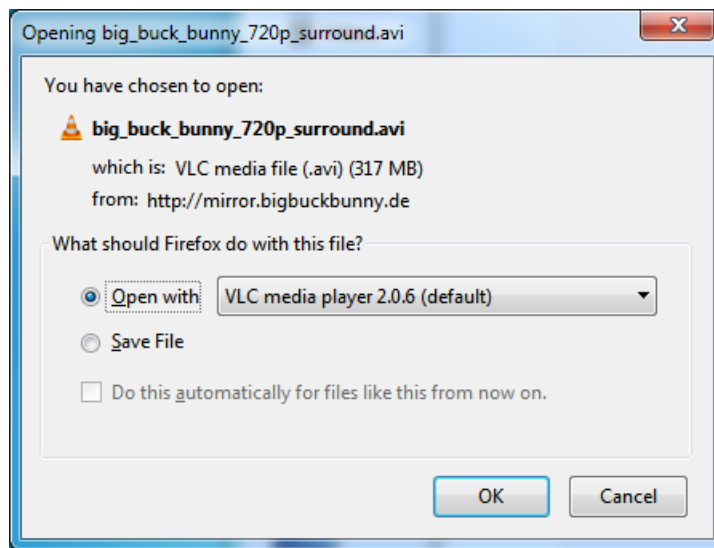 Opening big_buck_bunny_720p_surround.avi
You have chosen to open:
big_buck_bunny_720p_surround.avi
which is: VLC media file (.avi) (317 MB)
from: http://mirror.bigbuckbunny.de
What should Firefox do with this file?
Open with VLC media player 2.0.6 (default)
Save File
Do this automatically for files like this from now on.
OK Cancel